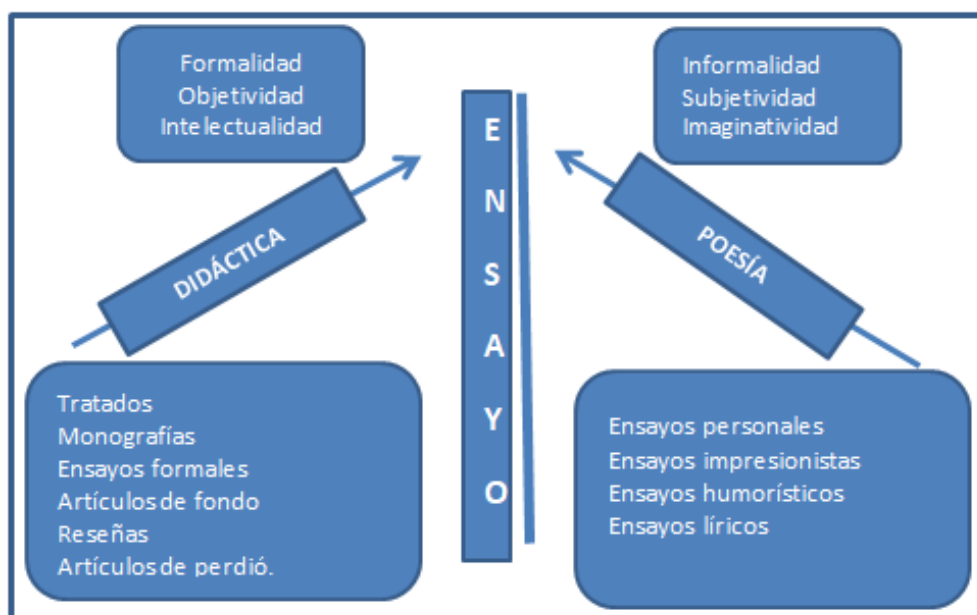 Formalidad
Objetividad
Intelectualidad
DIDÁCTICA
Tratados
Monografías
Ensayos formales
Artículos de fondo
Reseñas
Artículos de perdió.
E
N
S
A
Y
O
Informalidad
Subjetividad
Imaginatividad
POESÍA
Ensayos personales
Ensayos impresionistas
Ensayos humorísticos
Ensayos líricos